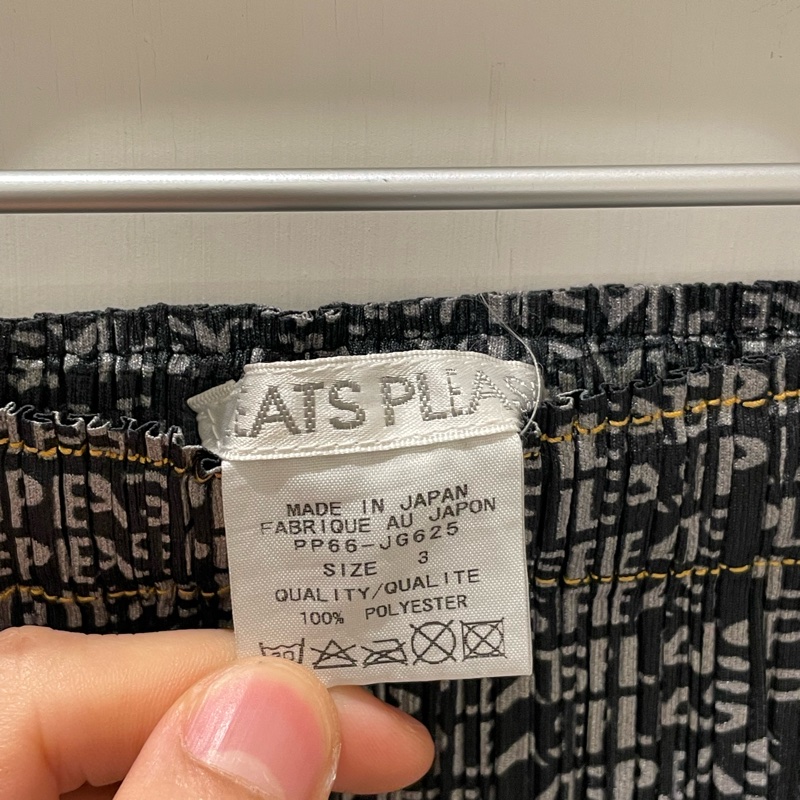 EATS PLEAS
MADE IN JAPAN
FABRIQUE AU JAPON
PP66-JG625
SIZE 3
QUALITY/QUALITE
100% POLYESTER